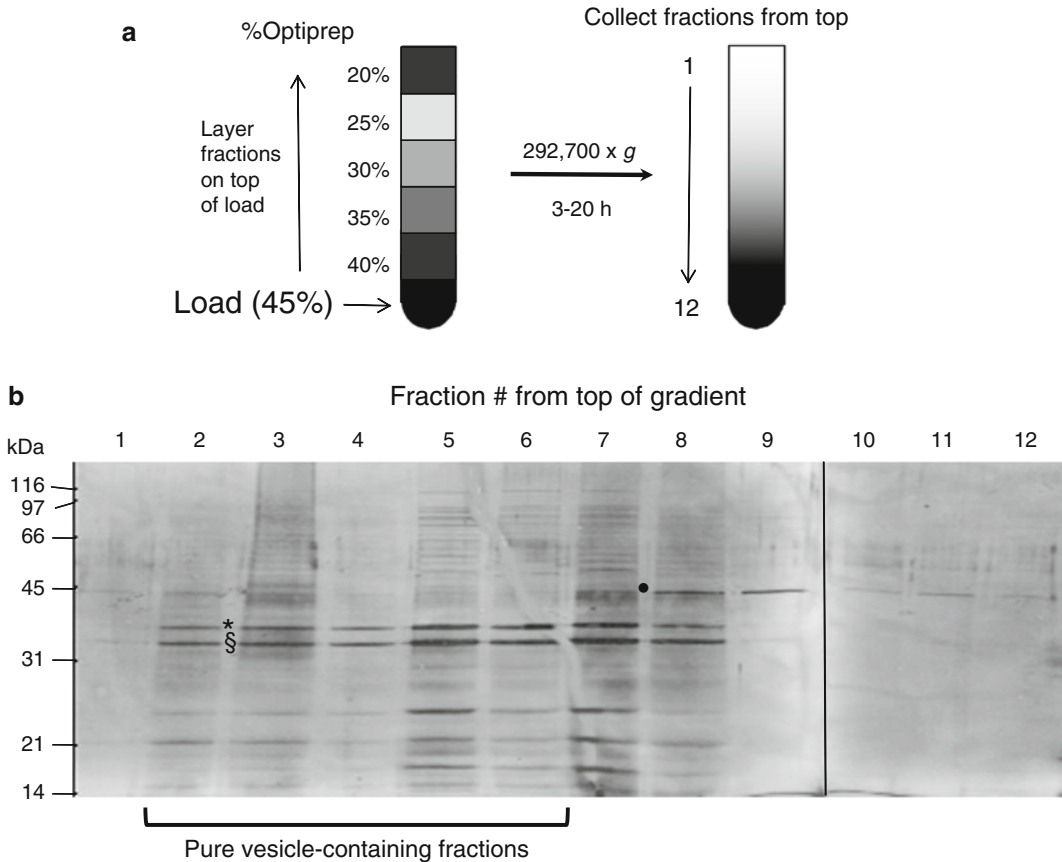 a
%Optiprep
Collect fractions from top
20%
25%
30%
35%
40%
Layer
fractions
on top
of load
Load (45%)
292,700 x g
3-20 h
1
12
b
Fraction # from top of gradient
kDa
1 2 3 4 5 6 7 8 9 10 11 12
116
97
66
45
•
*
§
31
21
14
Pure vesicle-containing fractions